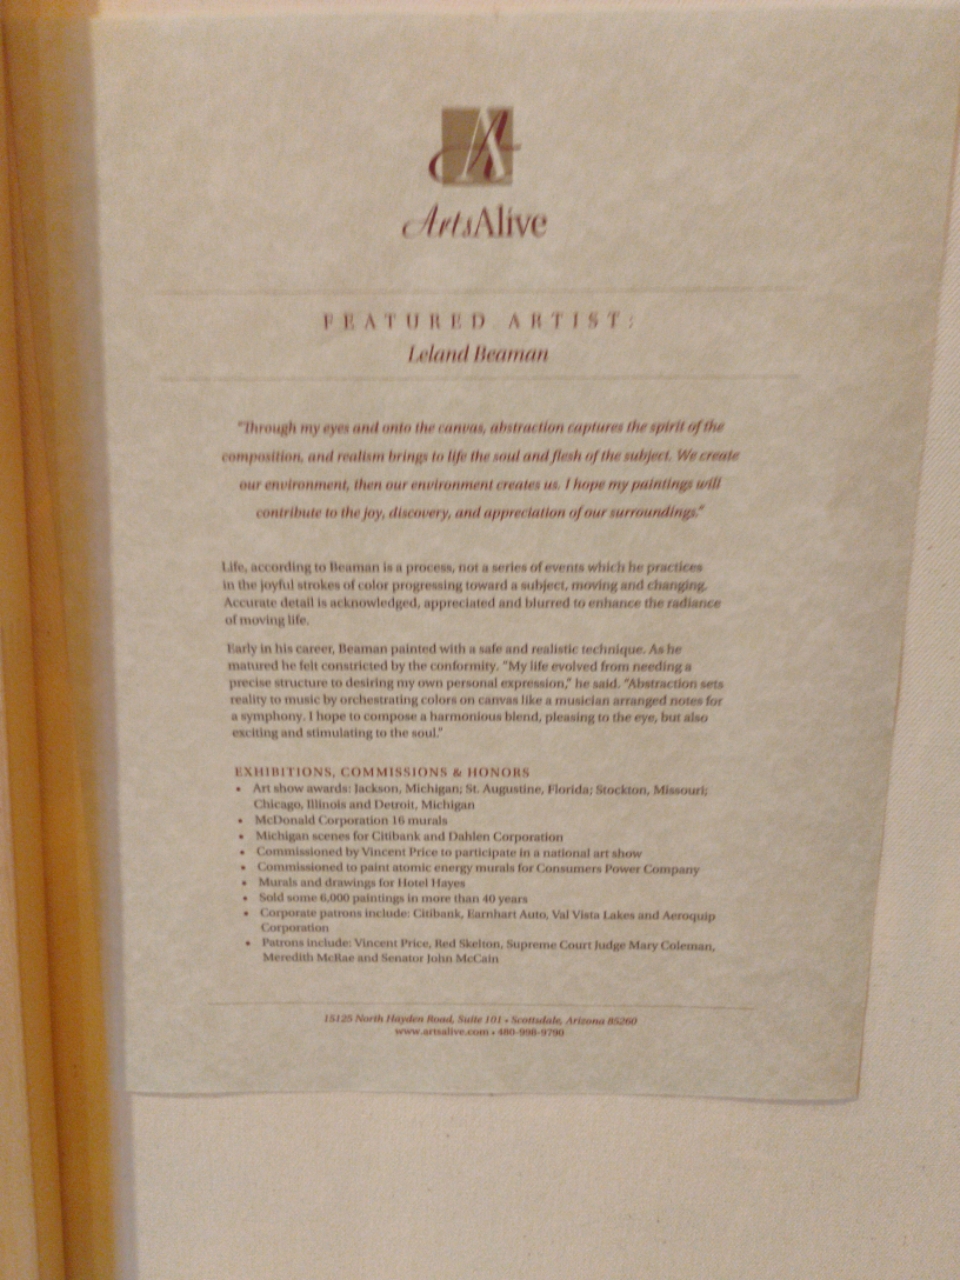 A
ArtsAlive
FEATURED ARTIST:
Leland Beaman
"Through my eyes and onto the canvas, abstraction captures the spirit of the
composition, and realism brings to life the soul and flesh of the subject. We create
our environment, then our environment creates us. I hope my paintings will
contribute to the joy, discovery, and appreciation of our surroundings."
Life, according to Beaman is a process, not a series of events which he practices
in the joyful strokes of color progressing toward a subject, moving and changing.
Accurate detail is acknowledged, appreciated and blurred to enhance the radiance
of moving life.
Early in his career, Beaman painted with a safe and realistic technique. As he
matured he felt constricted by the conformity. "My life evolved from needing a
precise structure to desiring my own personal expression," he said. "Abstraction sets
reality to music by orchestrating colors on canvas like a musician arranged notes for
a symphony. I hope to compose a harmonious blend, pleasing to the eye, but also
exciting and stimulating to the soul."
EXHIBITIONS, COMMISSIONS & HONORS
• Art show awards: Jackson, Michigan; St. Augustine, Florida; Stockton, Missouri;
Chicago, Illinois and Detroit, Michigan
• McDonald Corporation 16 murals
• Michigan scenes for Citibank and Dahlen Corporation
• Commissioned by Vincent Price to participate in a national art show
• Commissioned to paint atomic energy murals for Consumers Power Company
• Murals and drawings for Hotel Hayes
• Sold some 6,000 paintings in more than 40 years
• Corporate patrons include: Citibank, Earnhart Auto, Val Vista Lakes and Aeroquip
Corporation
• Patrons include: Vincent Price, Red Skelton, Supreme Court Judge Mary Coleman,
Meredith McRae and Senator John McCain
15125 North Hayden Road, Suite 101 • Scottsdale, Arizona 85260
www.artsalive.com • 480-998-9790